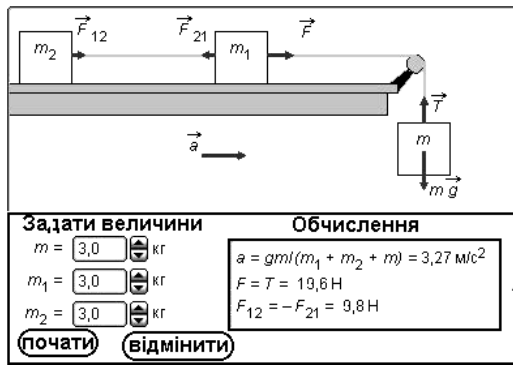 F₁₂ F₂₁ F
m₂ m₁
T
a
m
m g
Задати величини
m = 3,0 кг
m₁ = 3,0 кг
m₂ = 3,0 кг
почати відмінити
Обчислення
a = gm/(m₁ + m₂ + m) = 3,27 м/с²
F = T = 19,6 Н
F₁₂ = –F₂₁ = 9,8 Н